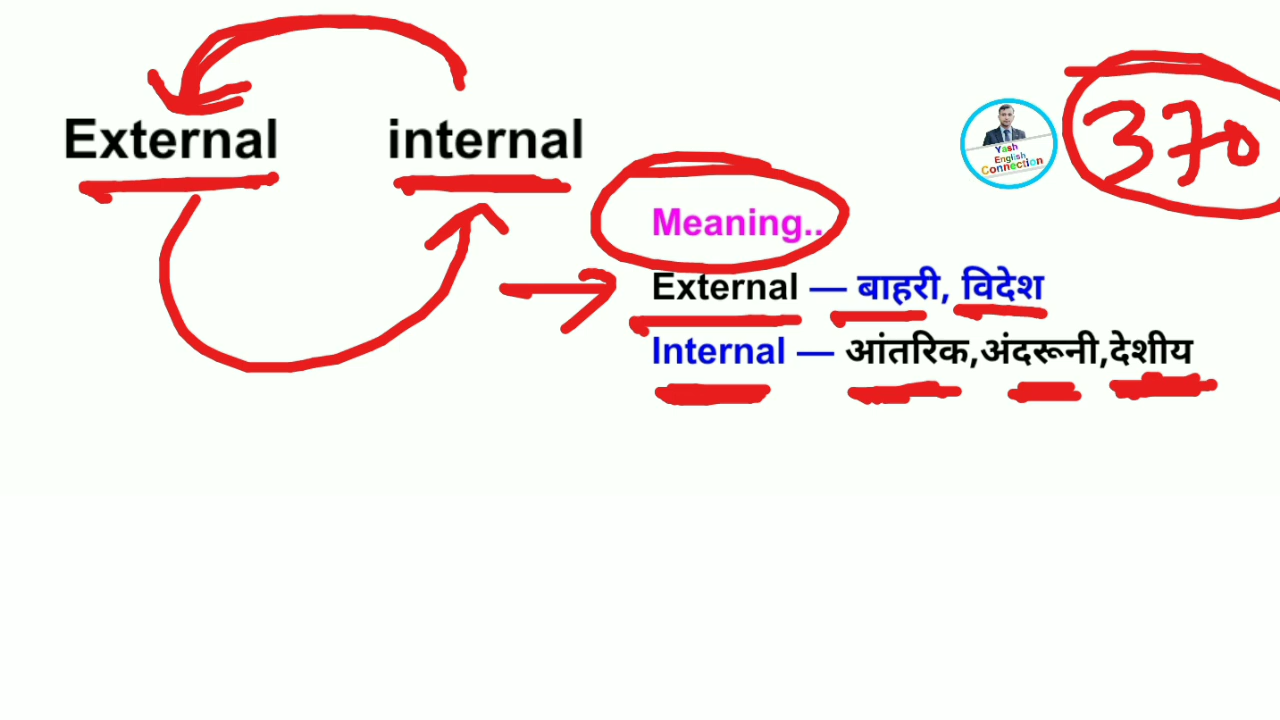 External internal
370
Yash
English
Connection
Meaning..
External — बाहरी, विदेश
Internal — आंतरिक,अंदरूनी,देशीय